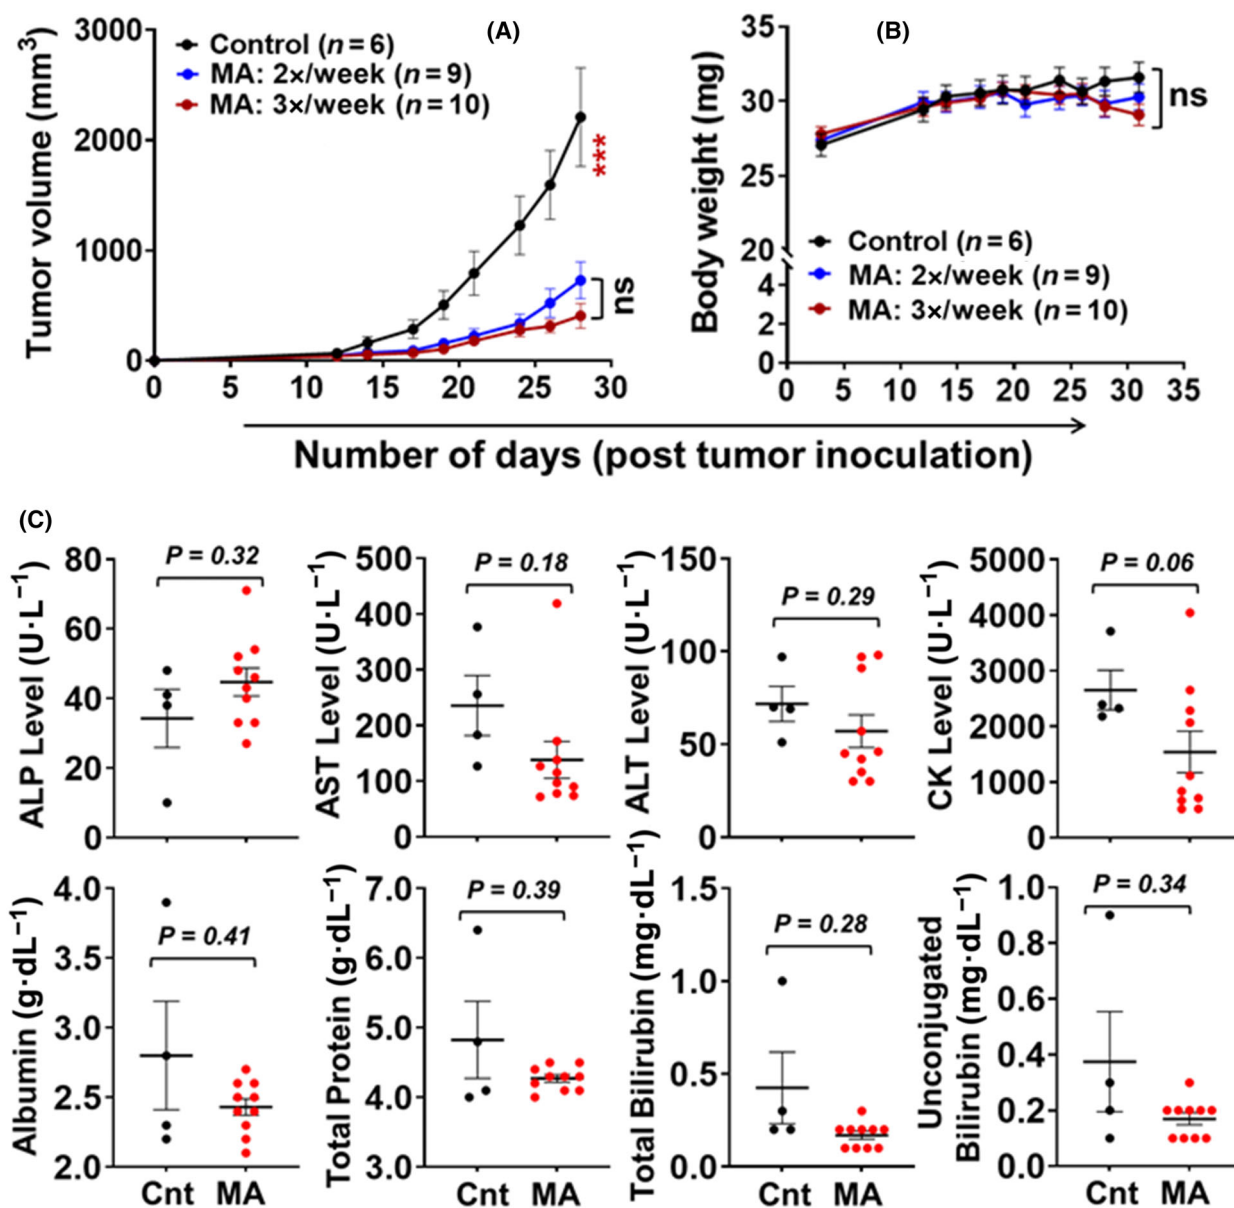 (A)
Tumor volume (mm³)
3000
2000
1000
0
Control (n = 6)
MA: 2×/week (n = 9)
MA: 3×/week (n = 10)
***
ns
0 5 10 15 20 25 30
(B)
Body weight (mg)
35
30
25
20
4
2
0
ns
Control (n = 6)
MA: 2×/week (n = 9)
MA: 3×/week (n = 10)
0 5 10 15 20 25 30 35
Number of days (post tumor inoculation)
(C)
ALP Level (U·L⁻¹)
80
60
40
20
0
P = 0.32
AST Level (U·L⁻¹)
500
400
300
200
100
0
P = 0.18
ALT Level (U·L⁻¹)
150
100
50
0
P = 0.29
CK Level (U·L⁻¹)
5000
4000
3000
2000
1000
0
P = 0.06
Albumin (g·dL⁻¹)
4.0
3.5
3.0
2.5
2.0
P = 0.41
Cnt MA
Total Protein (g·dL⁻¹)
7.0
6.0
5.0
4.0
3.0
P = 0.39
Cnt MA
Total Bilirubin (mg·dL⁻¹)
1.5
1.0
0.5
0.0
P = 0.28
Cnt MA
Unconjugated
Bilirubin (mg·dL⁻¹)
1.0
0.8
0.6
0.4
0.2
0.0
P = 0.34
Cnt MA